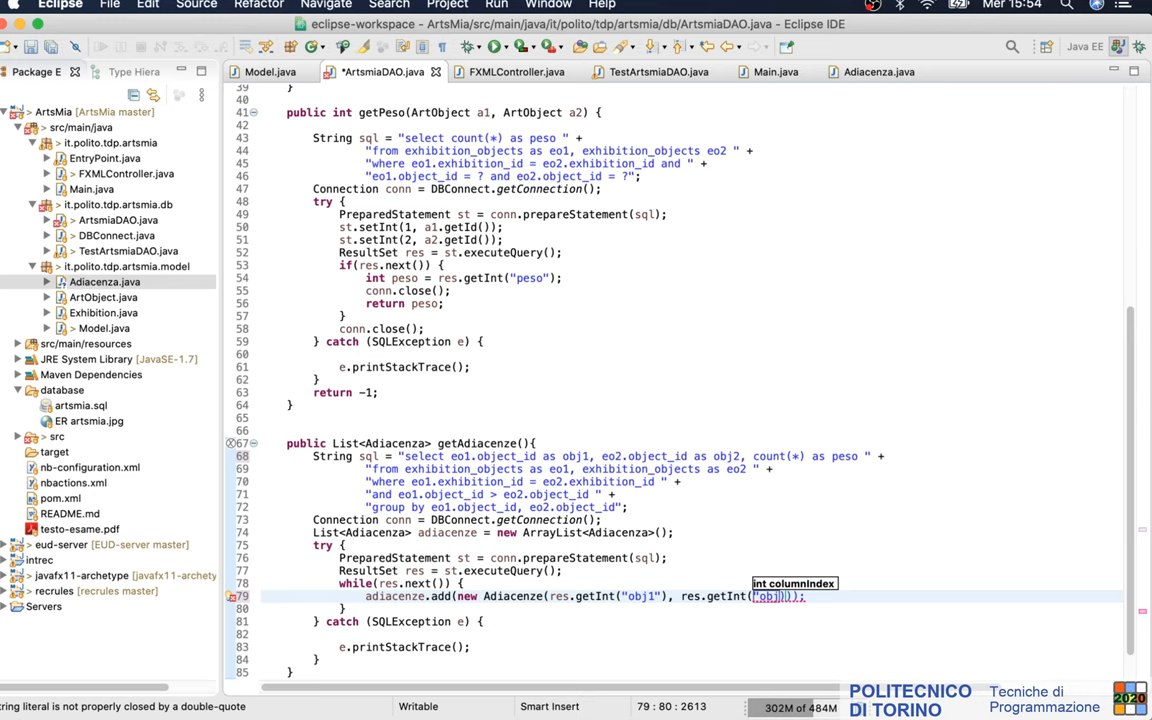 Eclipse File Edit Source Refactor Navigate Search Project Run Window Help Mer 15:54
eclipse-workspace - ArtsMia/src/main/java/it/polito/tdp/artsmia/db/ArtsmiaDAO.java - Eclipse IDE
Java EE
Package E Type Hiera Model.java *ArtsmiaDAO.java FXMLController.java TestArtsmiaDAO.java Main.java Adiacenza.java
ArtsMia [ArtsMia master]
src/main/java
it.polito.tdp.artsmia
EntryPoint.java
> FXMLController.java
Main.java
it.polito.tdp.artsmia.db
ArtsmiaDAO.java
DBConnect.java
TestArtsmiaDAO.java
it.polito.tdp.artsmia.model
Adiacenza.java
ArtObject.java
Exhibition.java
> Model.java
src/main/resources
JRE System Library [JavaSE-1.7]
Maven Dependencies
database
artsmia.sql
ER artsmia.jpg
src
target
nb-configuration.xml
nbactions.xml
pom.xml
README.md
testo-esame.pdf
eud-server [EUD-server master]
intrec
javafx11-archetype [javafx11-archety
recrules [recrules master]
Servers
39 }
40
41 public int getPeso(ArtObject a1, ArtObject a2) {
42
43 String sql = "select count(*) as peso " +
44 "from exhibition_objects as eo1, exhibition_objects eo2 " +
45 "where eo1.exhibition_id = eo2.exhibition_id and " +
46 "eo1.object_id = ? and eo2.object_id = ?";
47 Connection conn = DBConnect.getConnection();
48 try {
49 PreparedStatement st = conn.prepareStatement(sql);
50 st.setInt(1, a1.getId());
51 st.setInt(2, a2.getId());
52 ResultSet res = st.executeQuery();
53 if(res.next()) {
54 int peso = res.getInt("peso");
55 conn.close();
56 return peso;
57 }
58 conn.close();
59 } catch (SQLException e) {
60
61 e.printStackTrace();
62 }
63 return -1;
64 }
65
66
67 public List<Adiacenza> getAdiacenze(){
68 String sql = "select eo1.object_id as obj1, eo2.object_id as obj2, count(*) as peso " +
69 "from exhibition_objects as eo1, exhibition_objects as eo2 " +
70 "where eo1.exhibition_id = eo2.exhibition_id " +
71 "and eo1.object_id > eo2.object_id " +
72 "group by eo1.object_id, eo2.object_id";
73 Connection conn = DBConnect.getConnection();
74 List<Adiacenza> adiacenze = new ArrayList<Adiacenza>();
75 try {
76 PreparedStatement st = conn.prepareStatement(sql);
77 ResultSet res = st.executeQuery();
78 while(res.next()) {
int columnIndex
79 adiacenze.add(new Adiacenze(res.getInt("obj1"), res.getInt("obj)));
80 }
81 } catch (SQLException e) {
82
83 e.printStackTrace();
84 }
85 }
tring literal is not properly closed by a double-quote Writable Smart Insert 79 : 80 : 2613 302M of 484M
POLITECNICO
DI TORINO
Tecniche di
Programmazione
2020